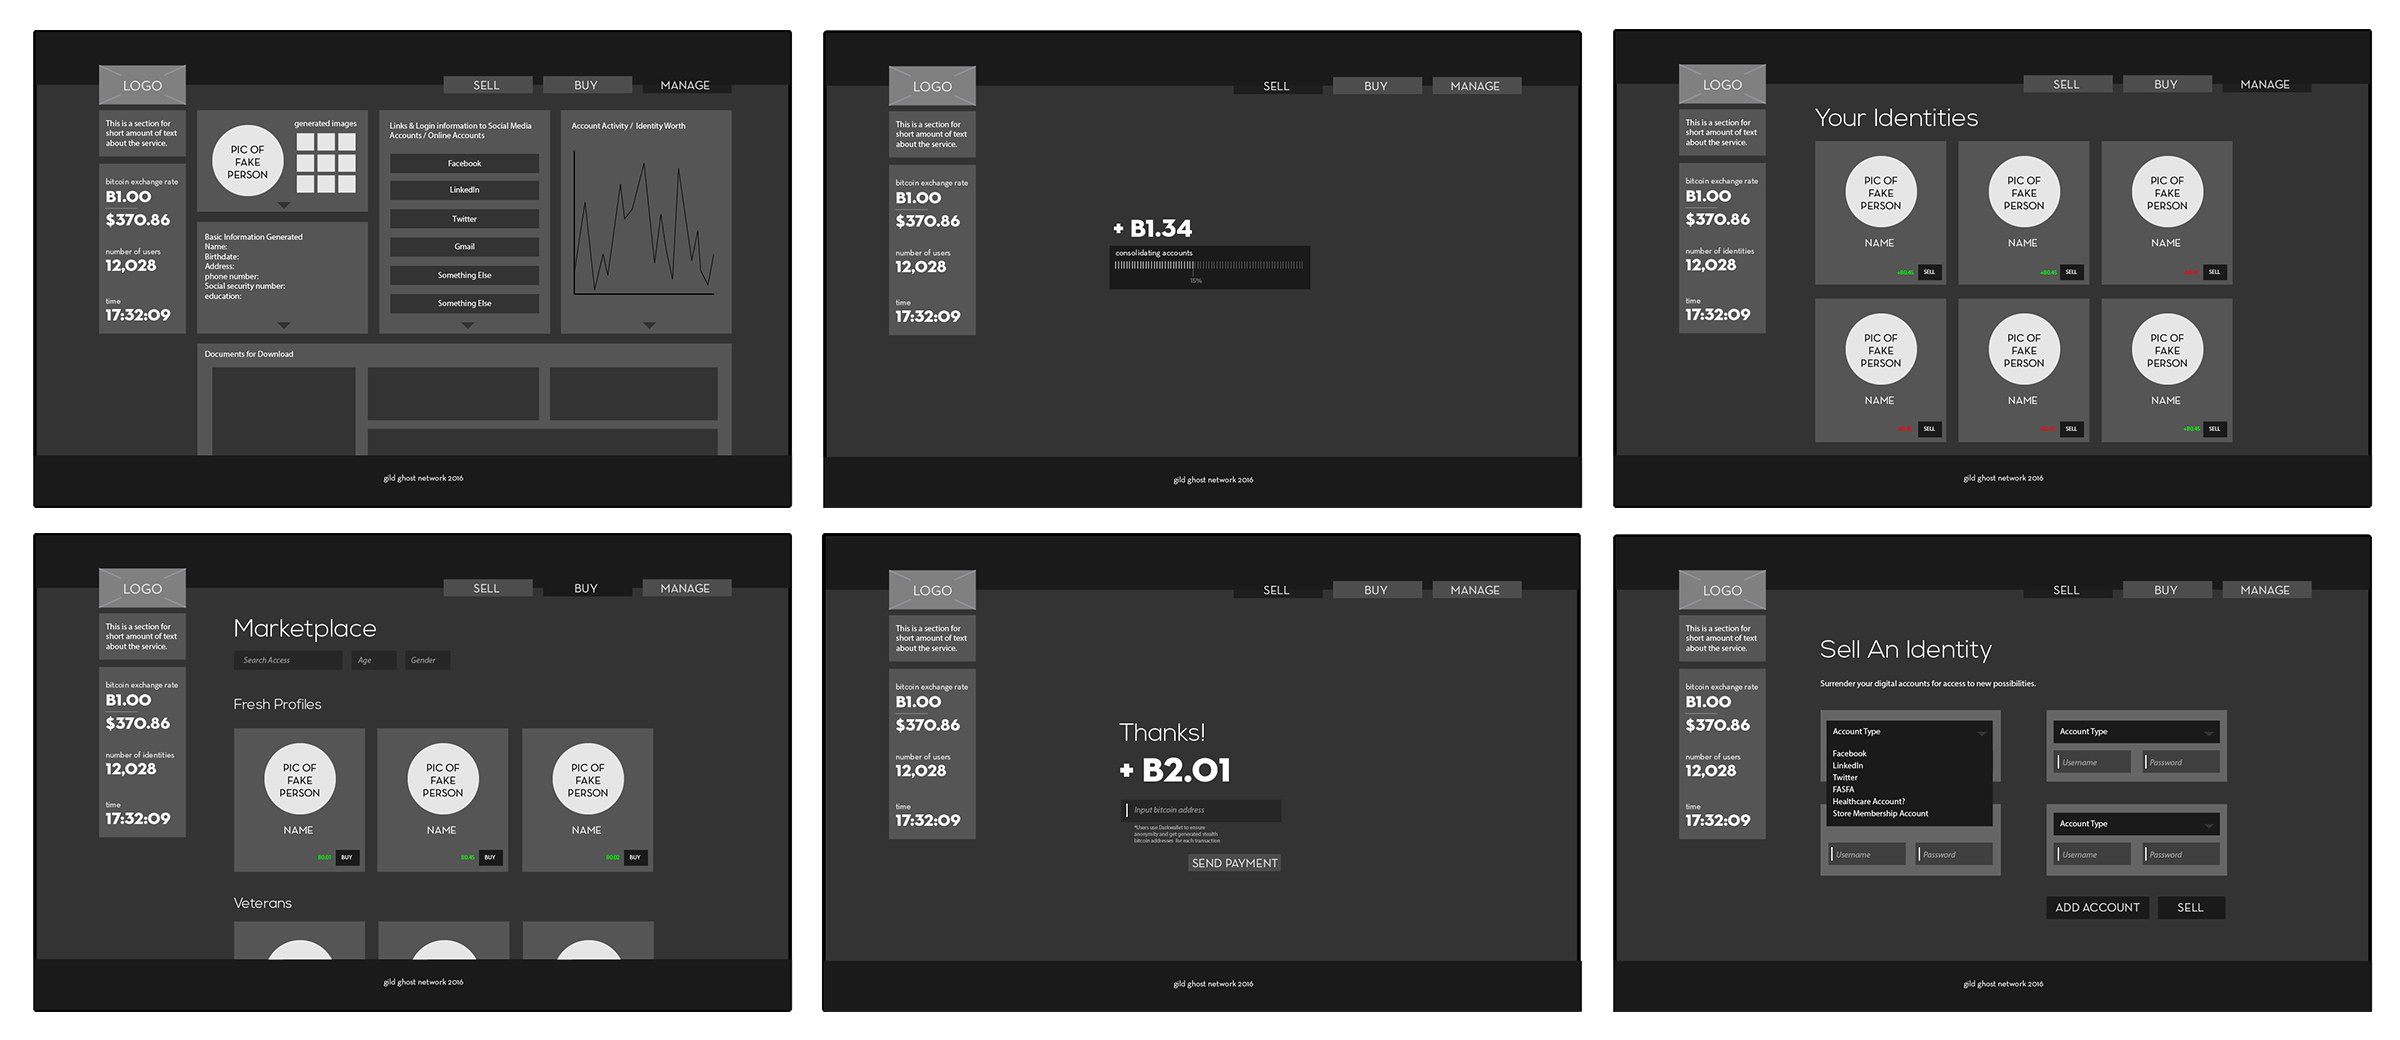 LOGO
SELL
BUY
MANAGE
This is a section for
short amount of text
about the service.
bitcoin exchange rate
B1.00
$370.86
number of users
12,028
time
17:32:09
PIC OF
FAKE
PERSON
generated images
Basic Information Generated
Name:
Birthdate:
Address:
phone number:
Social security number:
education:
Links & Login information to Social Media
Accounts / Online Accounts
Facebook
LinkedIn
Twitter
Gmail
Something Else
Something Else
Account Activity / Identity Worth
Documents for Download
gild ghost network 2016
LOGO
SELL
BUY
MANAGE
This is a section for
short amount of text
about the service.
bitcoin exchange rate
B1.00
$370.86
number of users
12,028
time
17:32:09
+ B1.34
consolidating accounts
15%
gild ghost network 2016
LOGO
SELL
BUY
MANAGE
This is a section for
short amount of text
about the service.
bitcoin exchange rate
B1.00
$370.86
number of identities
12,028
time
17:32:09
Your Identities
PIC OF
FAKE
PERSON
NAME
+B0.45
SELL
PIC OF
FAKE
PERSON
NAME
+B0.45
SELL
PIC OF
FAKE
PERSON
NAME
SELL
PIC OF
FAKE
PERSON
NAME
SELL
PIC OF
FAKE
PERSON
NAME
SELL
PIC OF
FAKE
PERSON
NAME
+B0.45
SELL
gild ghost network 2016
LOGO
SELL
BUY
MANAGE
This is a section for
short amount of text
about the service.
bitcoin exchange rate
B1.00
$370.86
number of identities
12,028
time
17:32:09
Marketplace
Search Access
Age
Gender
Fresh Profiles
PIC OF
FAKE
PERSON
NAME
B0.01
BUY
PIC OF
FAKE
PERSON
NAME
B0.45
BUY
PIC OF
FAKE
PERSON
NAME
B0.02
BUY
Veterans
gild ghost network 2016
LOGO
SELL
BUY
MANAGE
This is a section for
short amount of text
about the service.
bitcoin exchange rate
B1.00
$370.86
number of users
12,028
time
17:32:09
Thanks!
+ B2.01
Input bitcoin address
*Users use Darkwallet to ensure
anonymity and get generated stealth
bitcoin addresses for each transaction
SEND PAYMENT
gild ghost network 2016
LOGO
SELL
BUY
MANAGE
This is a section for
short amount of text
about the service.
bitcoin exchange rate
B1.00
$370.86
number of users
12,028
time
17:32:09
Sell An Identity
Surrender your digital accounts for access to new possibilities.
Account Type
Facebook
LinkedIn
Twitter
FASFA
Healthcare Account?
Store Membership Account
Username
Password
Account Type
Username
Password
Account Type
Username
Password
ADD ACCOUNT
SELL
gild ghost network 2016